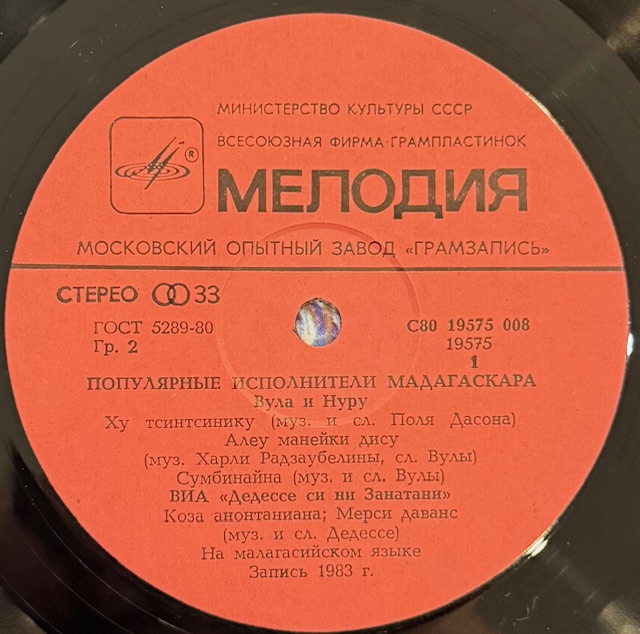 МИНИСТЕРСТВО КУЛЬТУРЫ СССР
ВСЕСОЮЗНАЯ ФИРМА ГРАМПЛАСТИНОК
®
МЕЛОДИЯ
МОСКОВСКИЙ ОПЫТНЫЙ ЗАВОД «ГРАМЗАПИСЬ»
СТЕРЕО 33
ГОСТ 5289-80 С80 19575 008
Гр. 2 19575
1
ПОПУЛЯРНЫЕ ИСПОЛНИТЕЛИ МАДАГАСКАРА
Вула и Нуру
Ху тсинтсинику (муз. и сл. Поля Дасона)
Алеу манейки дису
(муз. Харли Радзаубелины, сл. Вулы)
Сумбинайна (муз. и сл. Вулы)
ВИА «Дедессе си ни Занатани»
Коза анонтаниана; Мерси даванс
(муз. и сл. Дедессе)
На малагасийском языке
Запись 1983 г.